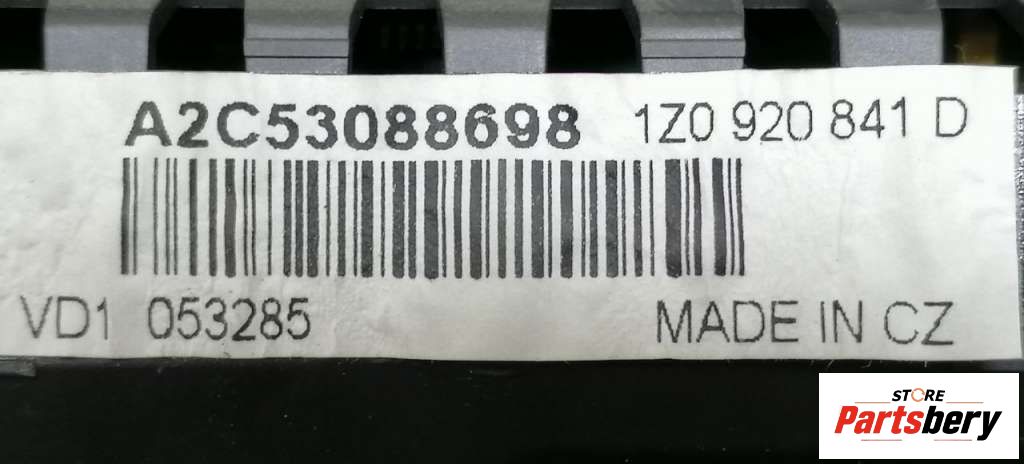 A2C53088698 1Z0 920 841 D
VD1 053285 MADE IN CZ
STORE
Partsbery